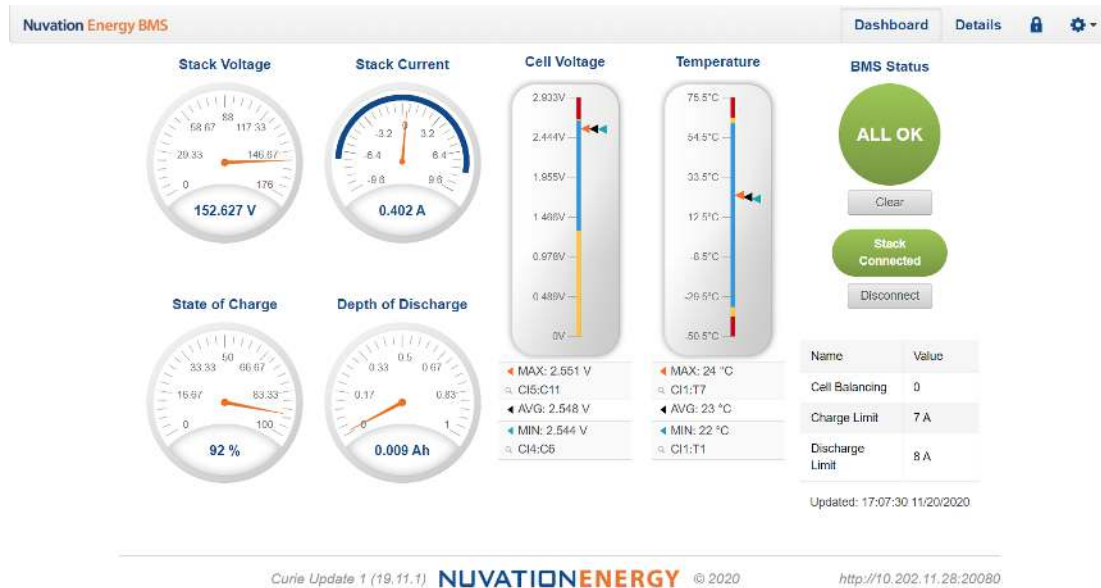 Nuvation Energy BMS
Dashboard Details
Stack Voltage
0
29.33
58.67
88
117.33
146.67
176
152.627 V
Stack Current
-9.6
-6.4
-3.2
0
3.2
6.4
9.6
0.402 A
State of Charge
0
16.67
33.33
50
66.67
83.33
100
92 %
Depth of Discharge
0
0.17
0.33
0.5
0.67
0.83
1
0.009 Ah
Cell Voltage
2.933V
2.444V
1.955V
1.466V
0.978V
0.489V
0V
MAX: 2.551 V
CI5:C11
AVG: 2.548 V
MIN: 2.544 V
CI4:C6
Temperature
75.5°C
54.5°C
33.5°C
12.5°C
-8.5°C
-29.5°C
-50.5°C
MAX: 24 °C
CI1:T7
AVG: 23 °C
MIN: 22 °C
CI1:T1
BMS Status
ALL OK
Clear
Stack
Connected
Disconnect
Name Value
Cell Balancing 0
Charge Limit 7 A
Discharge
Limit 8 A
Updated: 17:07:30 11/20/2020
Curie Update 1 (19.11.1) NUVATIONENERGY © 2020 http://10.202.11.28:20080